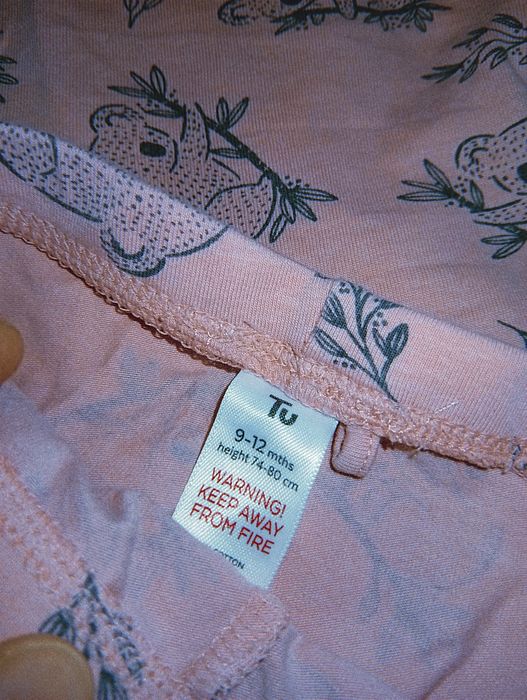 Tu
9-12 mths
height 74-80 cm
WARNING!
KEEP AWAY
FROM FIRE
COTTON